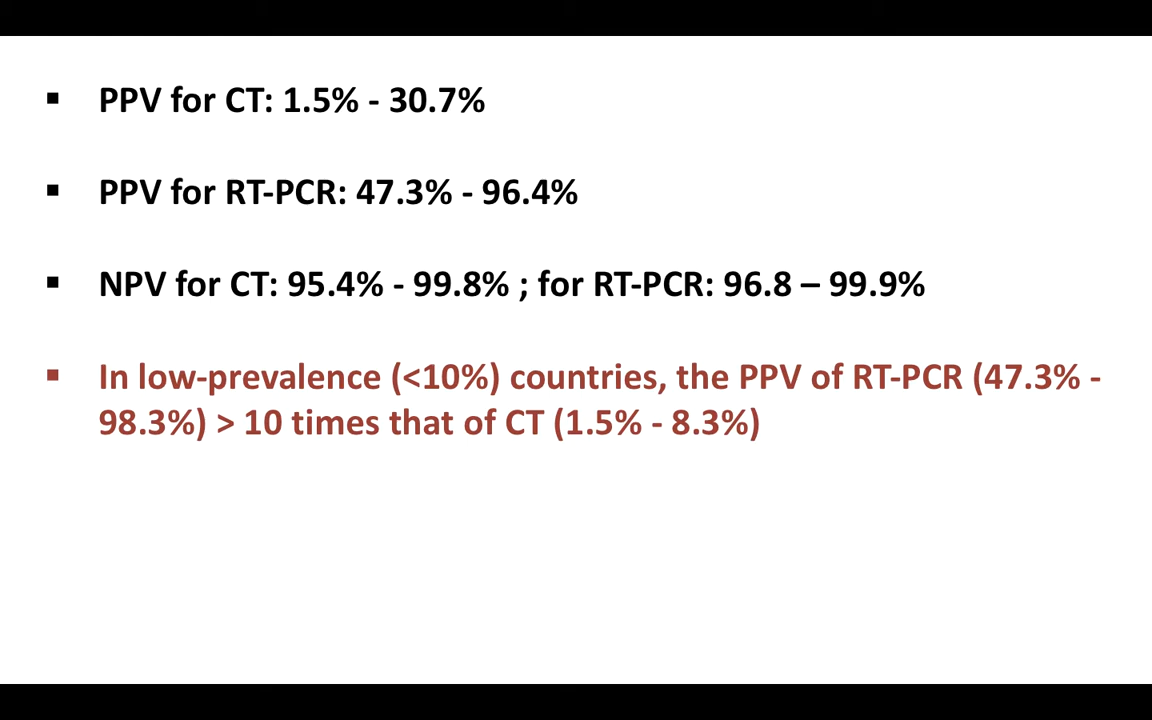 ▪ PPV for CT: 1.5% - 30.7%
▪ PPV for RT-PCR: 47.3% - 96.4%
▪ NPV for CT: 95.4% - 99.8% ; for RT-PCR: 96.8 – 99.9%
▪ In low-prevalence (<10%) countries, the PPV of RT-PCR (47.3% -
98.3%) > 10 times that of CT (1.5% - 8.3%)